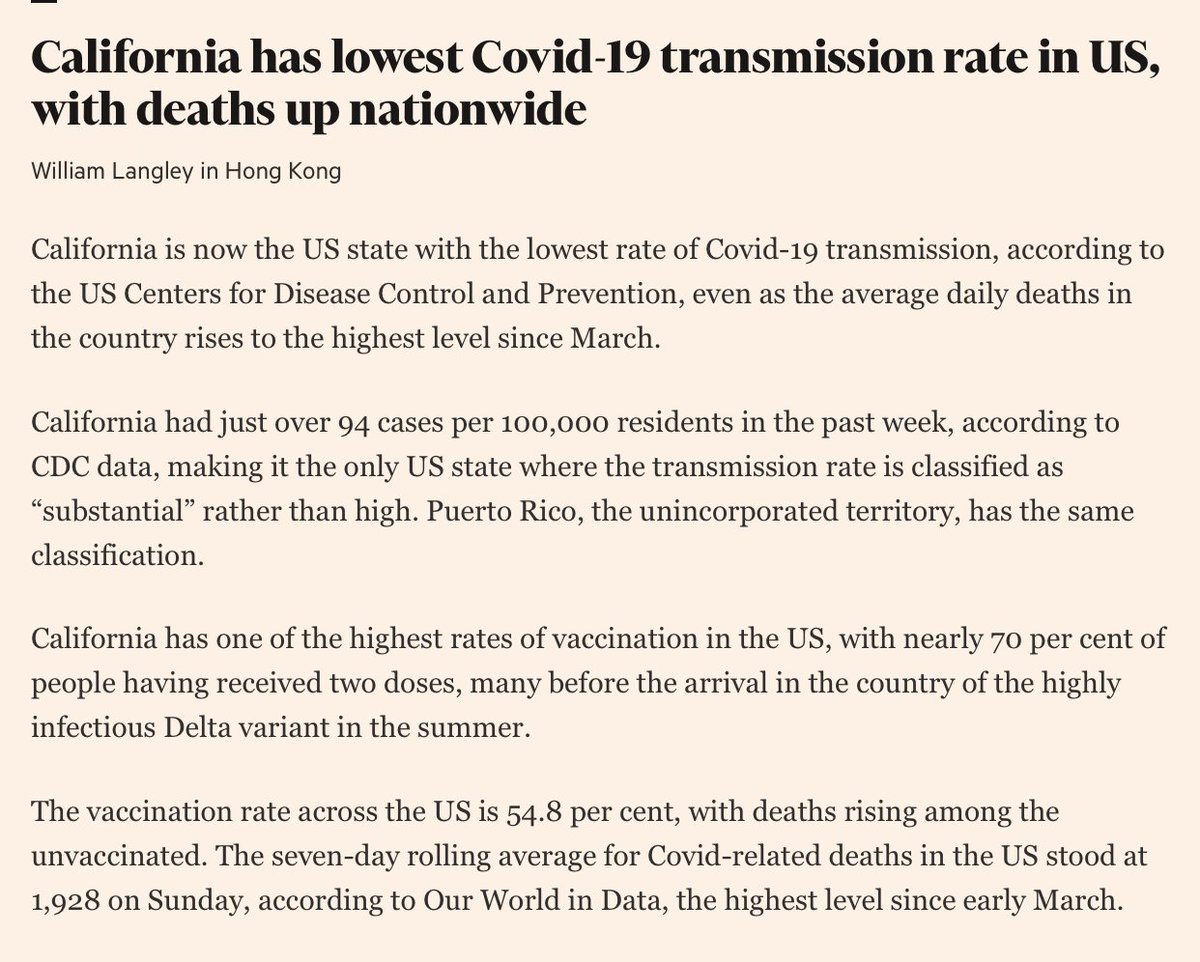 California has lowest Covid-19 transmission rate in US,
with deaths up nationwide
William Langley in Hong Kong
California is now the US state with the lowest rate of Covid-19 transmission, according to
the US Centers for Disease Control and Prevention, even as the average daily deaths in
the country rises to the highest level since March.
California had just over 94 cases per 100,000 residents in the past week, according to
CDC data, making it the only US state where the transmission rate is classified as
“substantial” rather than high. Puerto Rico, the unincorporated territory, has the same
classification.
California has one of the highest rates of vaccination in the US, with nearly 70 per cent of
people having received two doses, many before the arrival in the country of the highly
infectious Delta variant in the summer.
The vaccination rate across the US is 54.8 per cent, with deaths rising among the
unvaccinated. The seven-day rolling average for Covid-related deaths in the US stood at
1,928 on Sunday, according to Our World in Data, the highest level since early March.